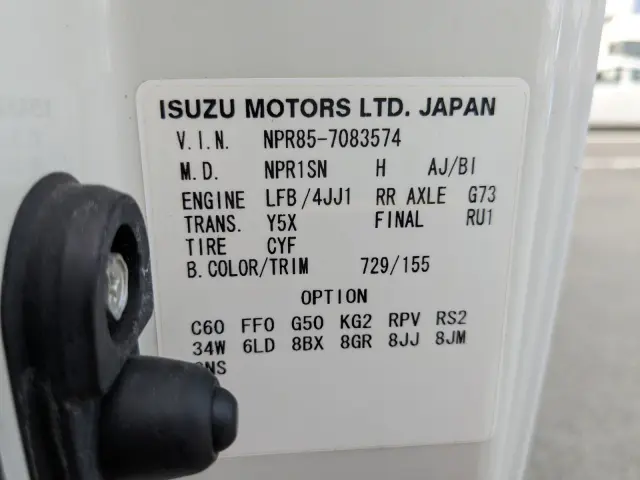 ISUZU MOTORS LTD. JAPAN
V.I.N. NPR85-7083574
M.D. NPR1SN H AJ/BI
ENGINE LFB/4JJ1 RR AXLE G73
TRANS. Y5X FINAL RU1
TIRE CYF
B.COLOR/TRIM 729/155
OPTION
C60 FF0 G50 KG2 RPV RS2
34W 6LD 8BX 8GR 8JJ 8JM